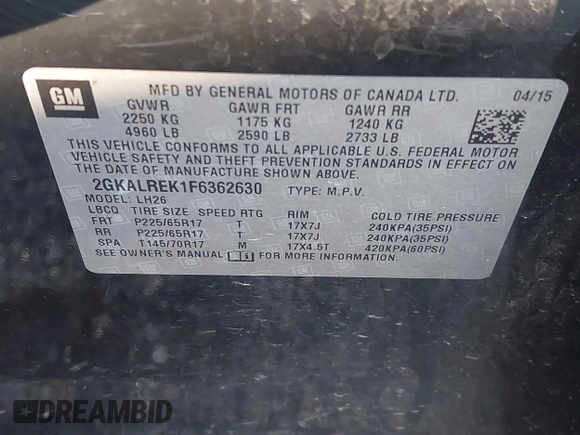 GM
MFD BY GENERAL MOTORS OF CANADA LTD. 04/15
GVWR GAWR FRT GAWR RR
2250 KG 1175 KG 1240 KG
4960 LB 2590 LB 2733 LB
THIS VEHICLE CONFORMS TO ALL APPLICABLE U.S. FEDERAL MOTOR
VEHICLE SAFETY AND THEFT PREVENTION STANDARDS IN EFFECT ON
THE DATE OF MANUFACTURE SHOWN ABOVE.
2GKALREK1F6362630 TYPE: M.P.V.
MODEL: LH26
LBCQ TIRE SIZE SPEED RTG RIM COLD TIRE PRESSURE
FRT P225/65R17 T 17X7J 240KPA(35PSI)
RR P225/65R17 T 17X7J 240KPA(35PSI)
SPA T145/70R17 M 17X4.5T 420KPA(60PSI)
SEE OWNER'S MANUAL FOR MORE INFORMATION.
DREAMBID